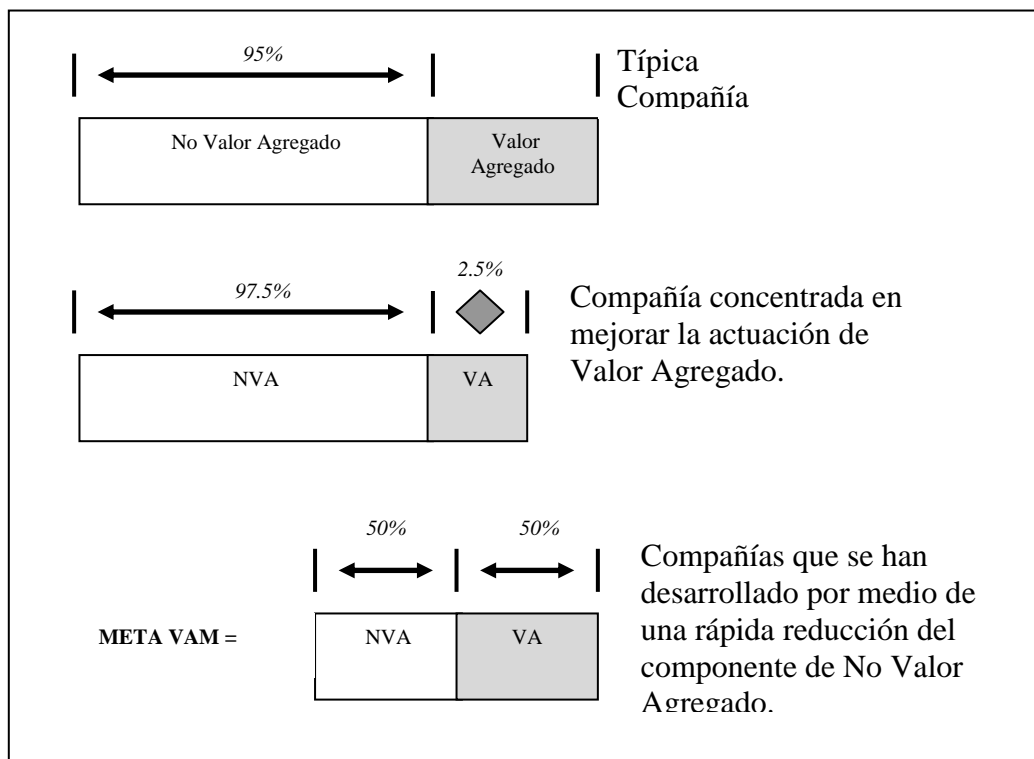 95%
Típica
Compañía
No Valor Agregado
Valor
Agregado
2.5%
97.5%
Compañía concentrada en
mejorar la actuación de
Valor Agregado.
NVA
VA
50%
50%
Compañías que se han
desarrollado por medio de
una rápida reducción del
componente de No Valor
Agregado.
META VAM =
NVA
VA